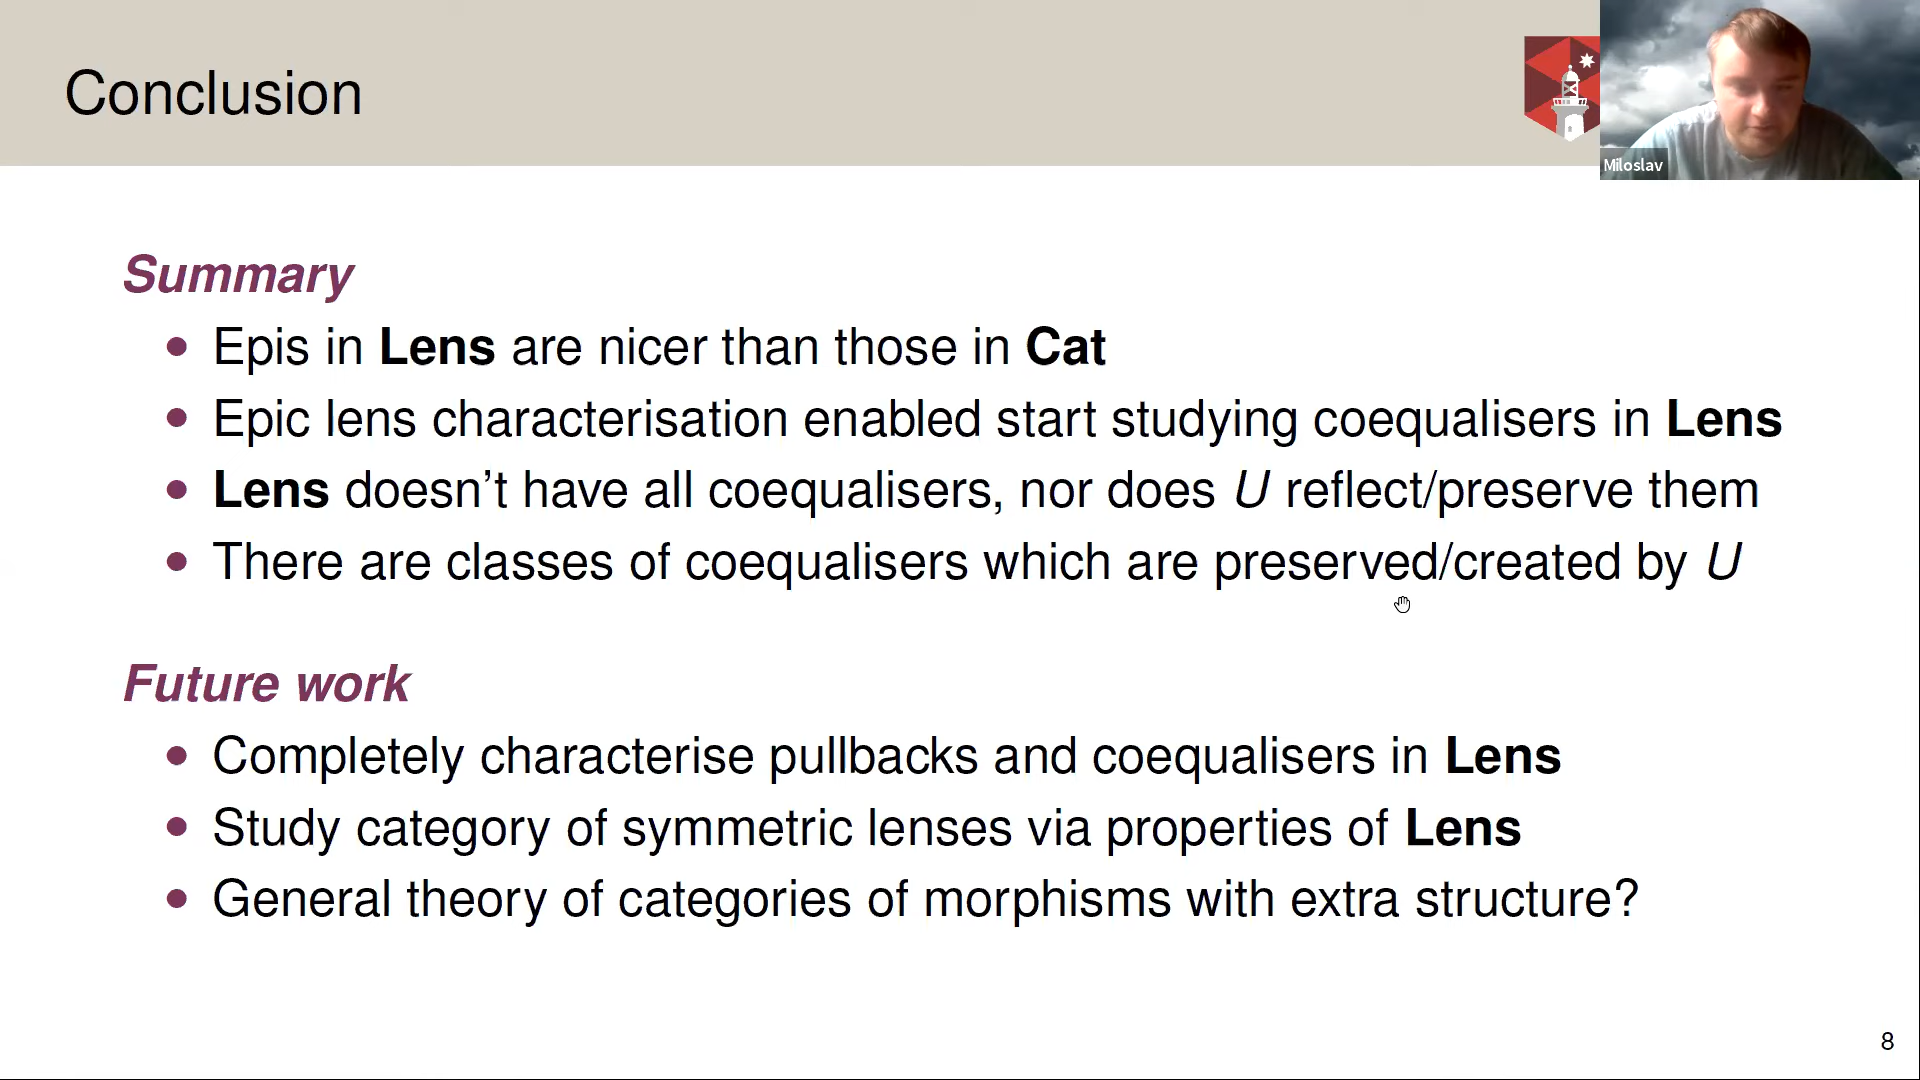 Conclusion
Miloslav
Summary
• Epis in Lens are nicer than those in Cat
• Epic lens characterisation enabled start studying coequalisers in Lens
• Lens doesn’t have all coequalisers, nor does U reflect/preserve them
• There are classes of coequalisers which are preserved/created by U
Future work
• Completely characterise pullbacks and coequalisers in Lens
• Study category of symmetric lenses via properties of Lens
• General theory of categories of morphisms with extra structure?
8